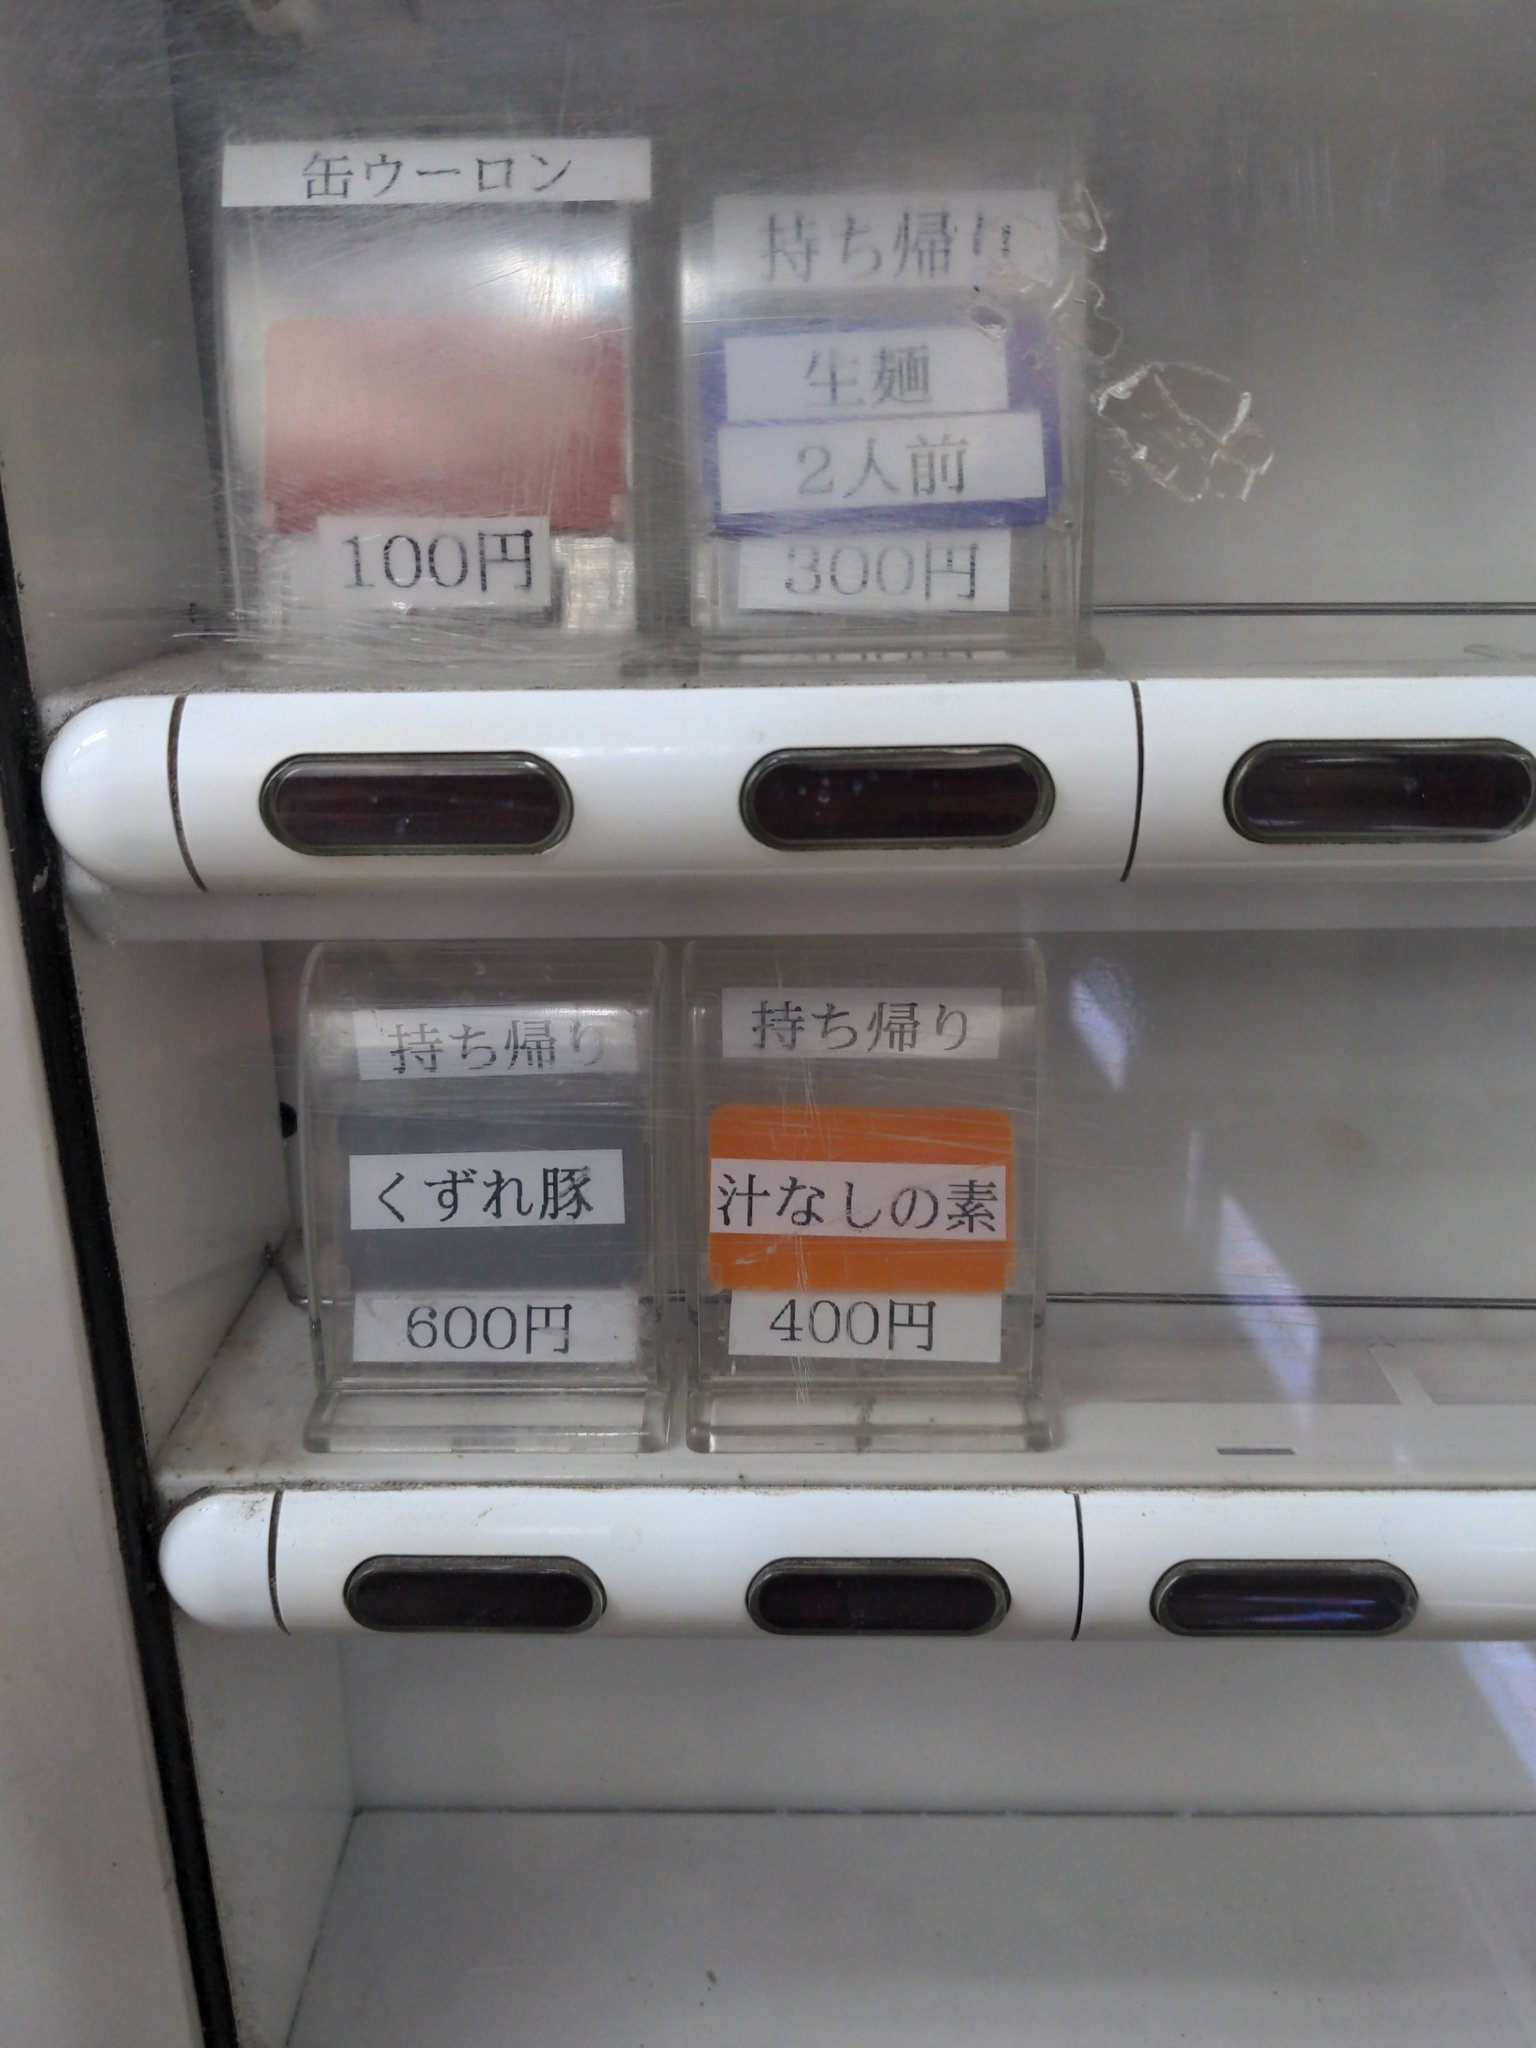 缶ウーロン
100円
持ち帰り
生麺
2人前
300円
持ち帰り
くずれ豚
600円
持ち帰り
汁なしの素
400円